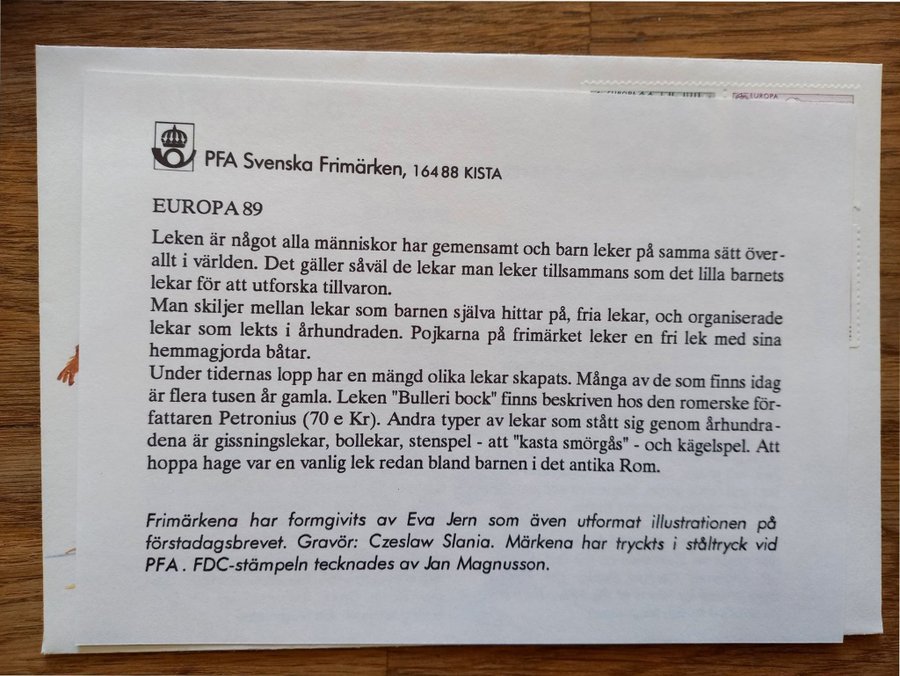 EUROPA
EUROPA
PFA Svenska Frimärken, 164 88 KISTA
EUROPA 89
Leken är något alla människor har gemensamt och barn leker på samma sätt över-
allt i världen. Det gäller såväl de lekar man leker tillsammans som det lilla barnets
lekar för att utforska tillvaron.
Man skiljer mellan lekar som barnen själva hittar på, fria lekar, och organiserade
lekar som lekts i århundraden. Pojkarna på frimärket leker en fri lek med sina
hemmagjorda båtar.
Under tidernas lopp har en mängd olika lekar skapats. Många av de som finns idag
är flera tusen år gamla. Leken "Bulleri bock" finns beskriven hos den romerske för-
fattaren Petronius (70 e Kr). Andra typer av lekar som stått sig genom århundra-
dena är gissningslekar, bollekar, stenspel - att "kasta smörgås" - och kägelspel. Att
hoppa hage var en vanlig lek redan bland barnen i det antika Rom.
Frimärkena har formgivits av Eva Jern som även utformat illustrationen på
förstadagsbrevet. Gravör: Czeslaw Slania. Märkena har tryckts i ståltryck vid
PFA. FDC-stämpeln tecknades av Jan Magnusson.